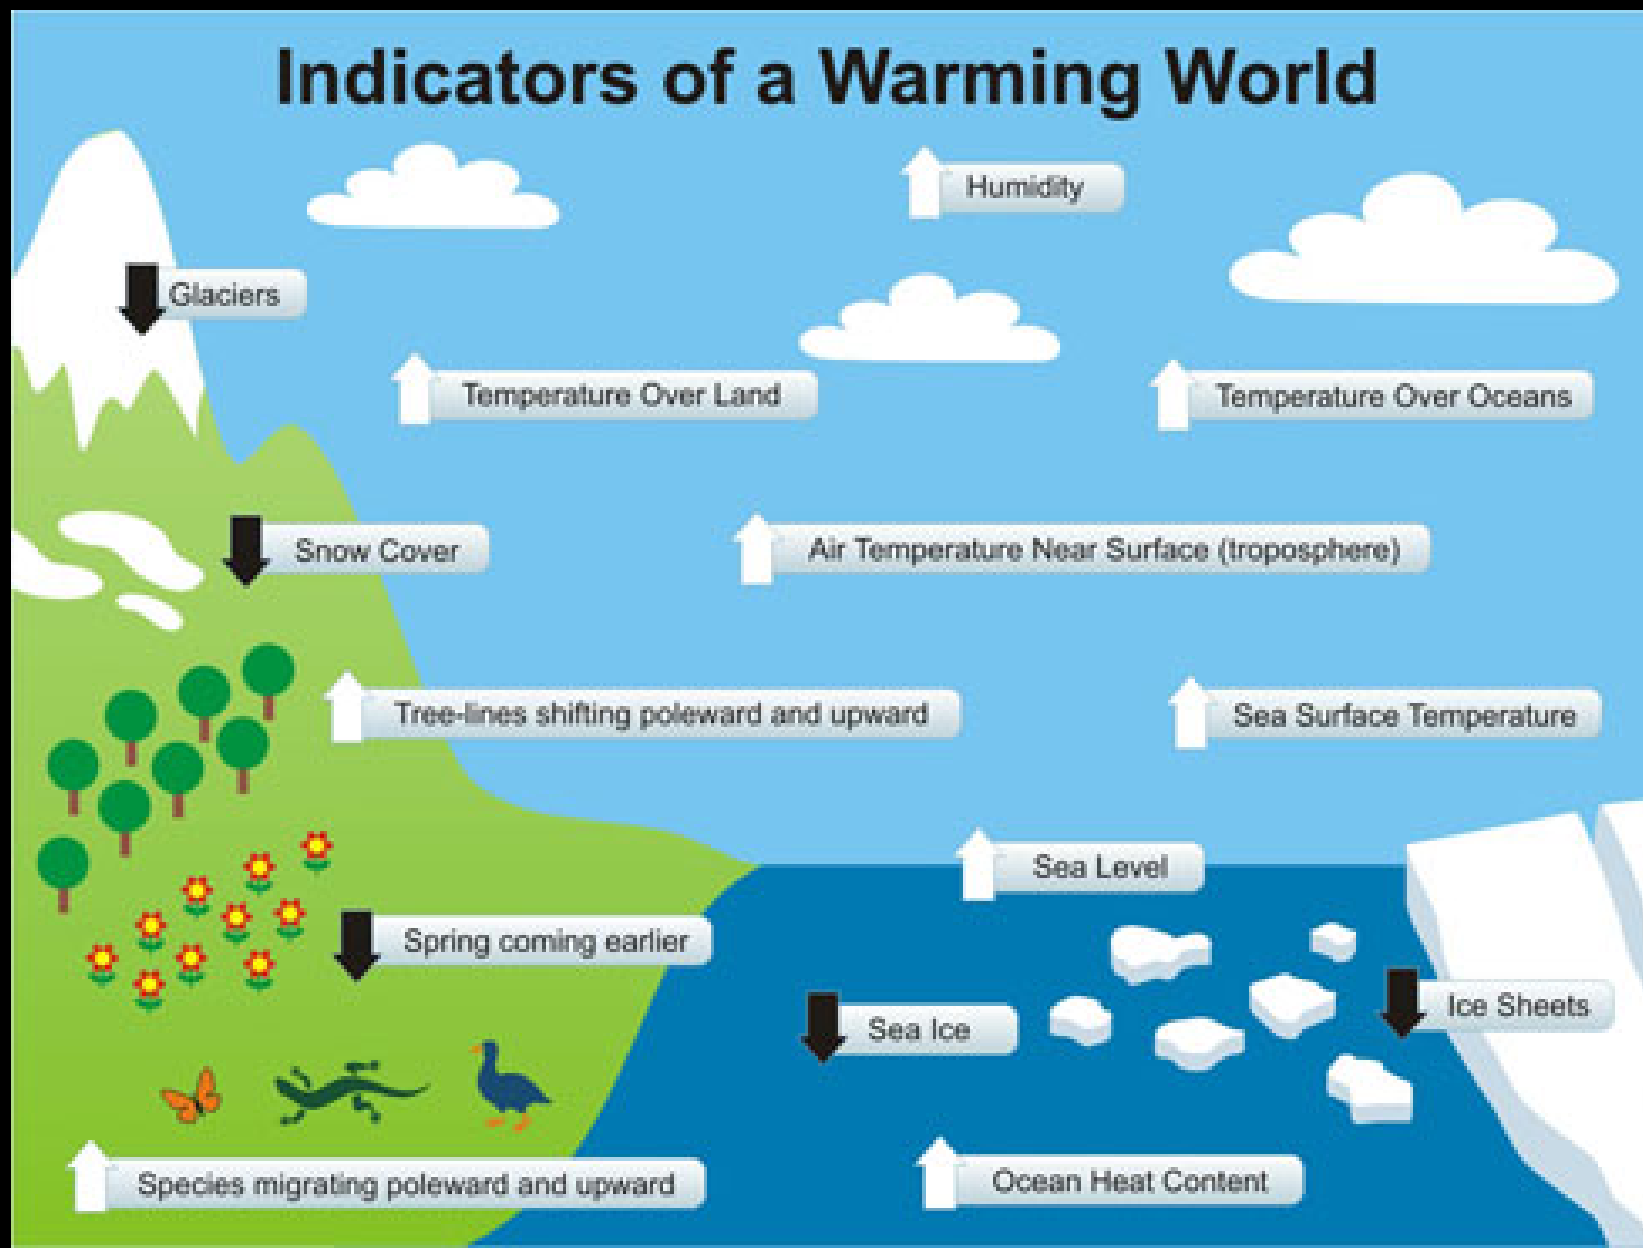 Indicators of a Warming World
Humidity
Glaciers
Temperature Over Land
Temperature Over Oceans
Snow Cover
Air Temperature Near Surface (troposphere)
Tree-lines shifting poleward and upward
Sea Surface Temperature
Sea Level
Spring coming earlier
Sea Ice
Ice Sheets
Species migrating poleward and upward
Ocean Heat Content